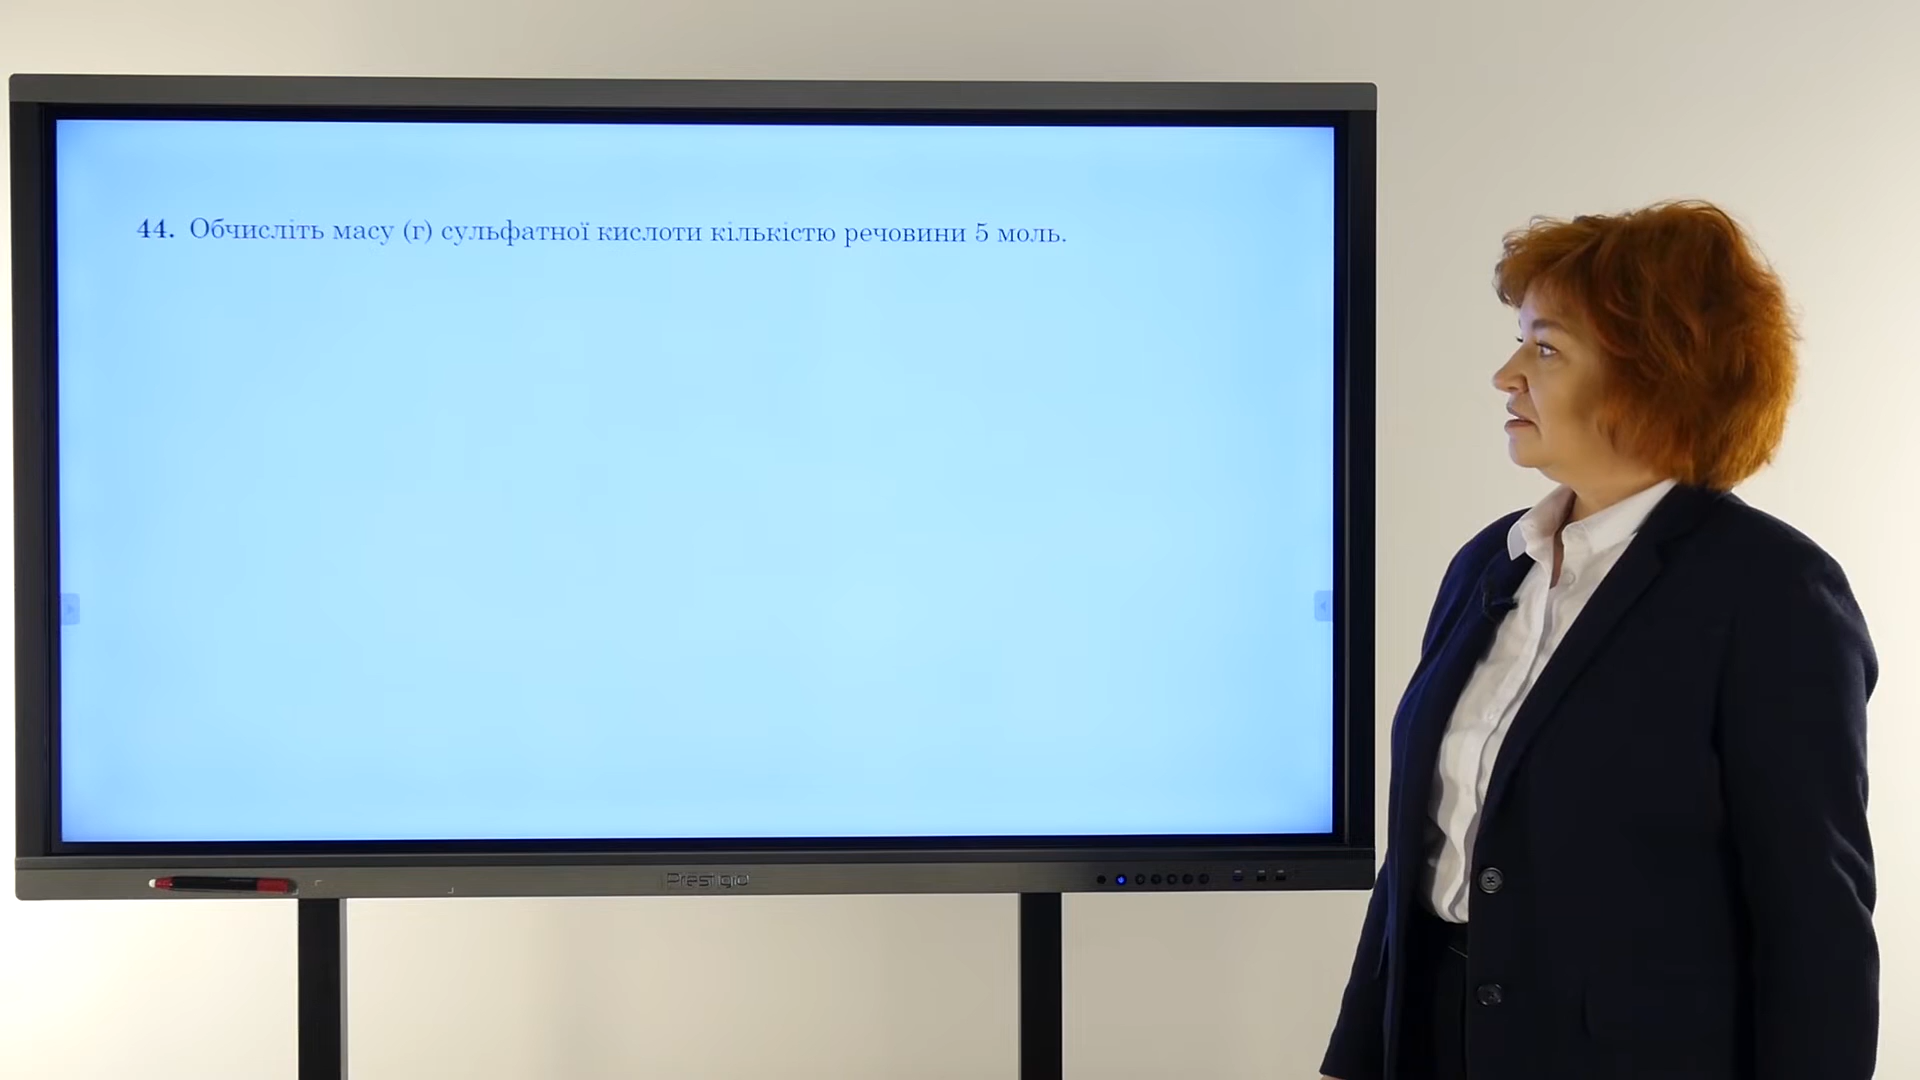 44. Обчисліть масу (г) сульфатної кислоти кількістю речовини 5 моль.
Prestigio